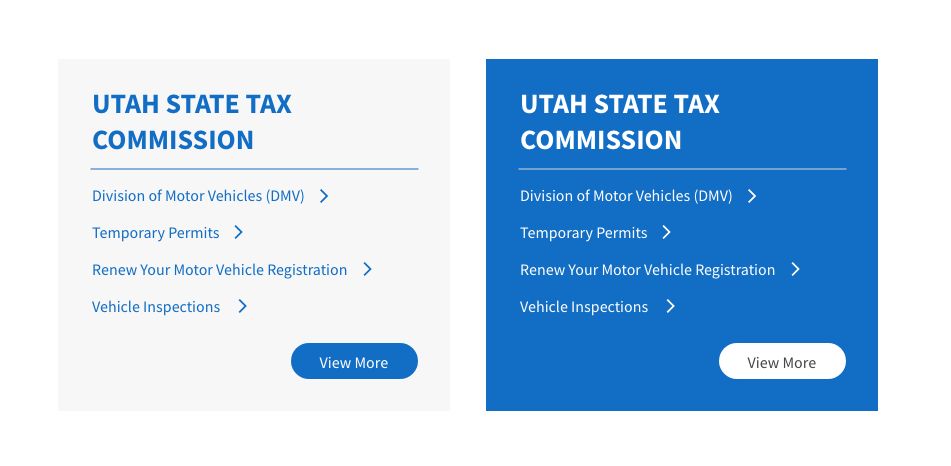 UTAH STATE TAX
COMMISSION
Division of Motor Vehicles (DMV)
Temporary Permits
Renew Your Motor Vehicle Registration
Vehicle Inspections
View More
UTAH STATE TAX
COMMISSION
Division of Motor Vehicles (DMV)
Temporary Permits
Renew Your Motor Vehicle Registration
Vehicle Inspections
View More